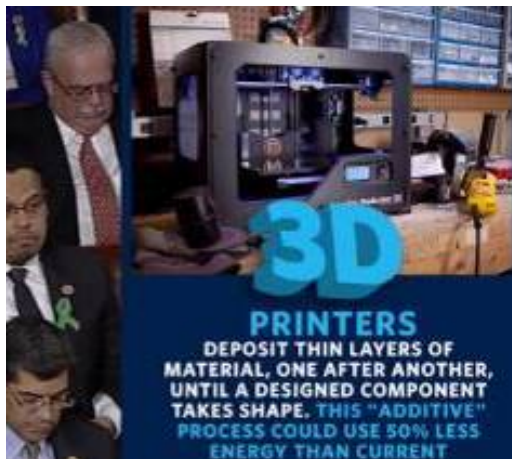 3D
PRINTERS
DEPOSIT THIN LAYERS OF
MATERIAL, ONE AFTER ANOTHER,
UNTIL A DESIGNED COMPONENT
TAKES SHAPE. THIS "ADDITIVE"
PROCESS COULD USE 50% LESS
ENERGY THAN CURRENT